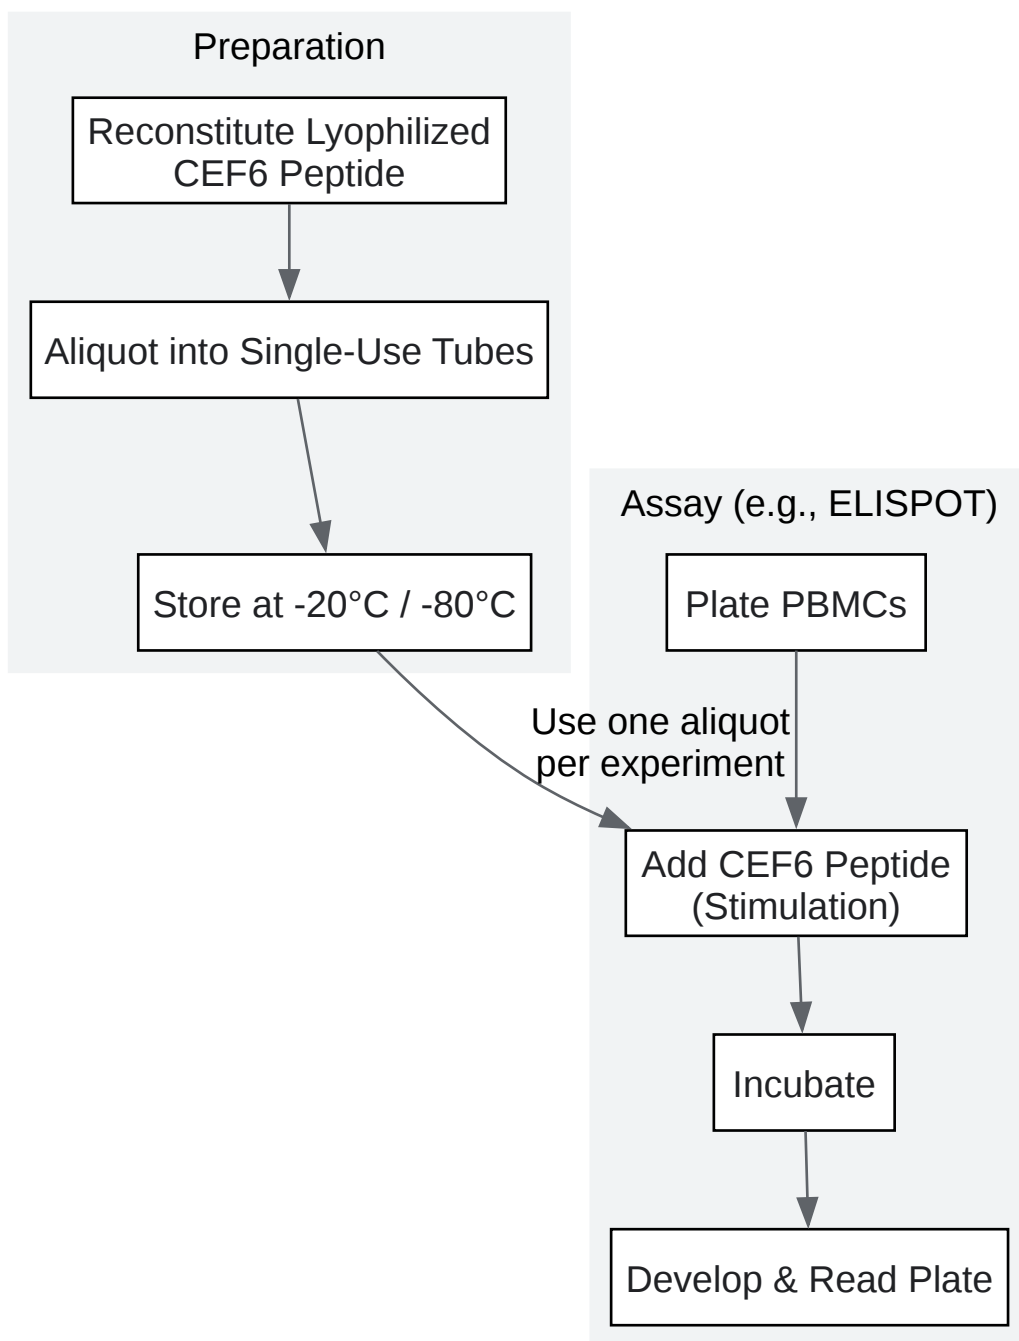 Preparation
Reconstitute Lyophilized
CEF6 Peptide
Aliquot into Single-Use Tubes
Store at -20°C / -80°C
Assay (e.g., ELISPOT)
Plate PBMCs
Use one aliquot
per experiment
Add CEF6 Peptide
(Stimulation)
Incubate
Develop & Read Plate